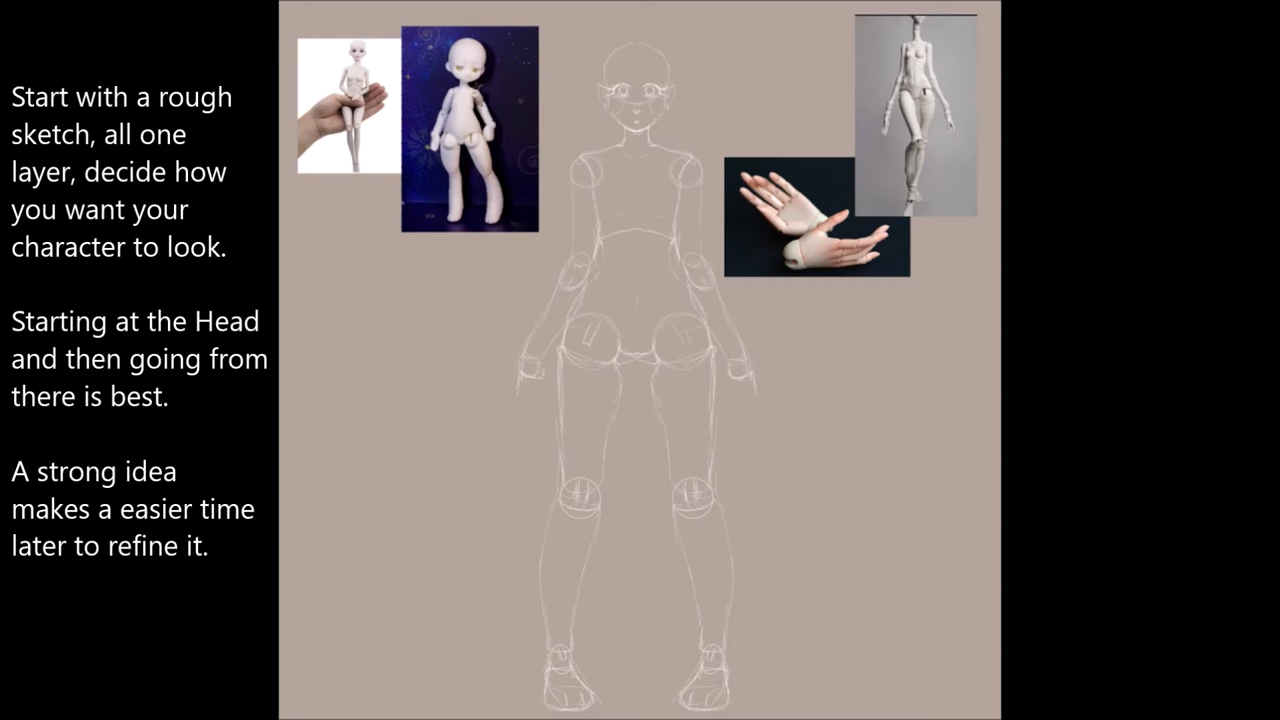 Start with a rough
sketch, all one
layer, decide how
you want your
character to look.
Starting at the Head
and then going from
there is best.
A strong idea
makes a easier time
later to refine it.